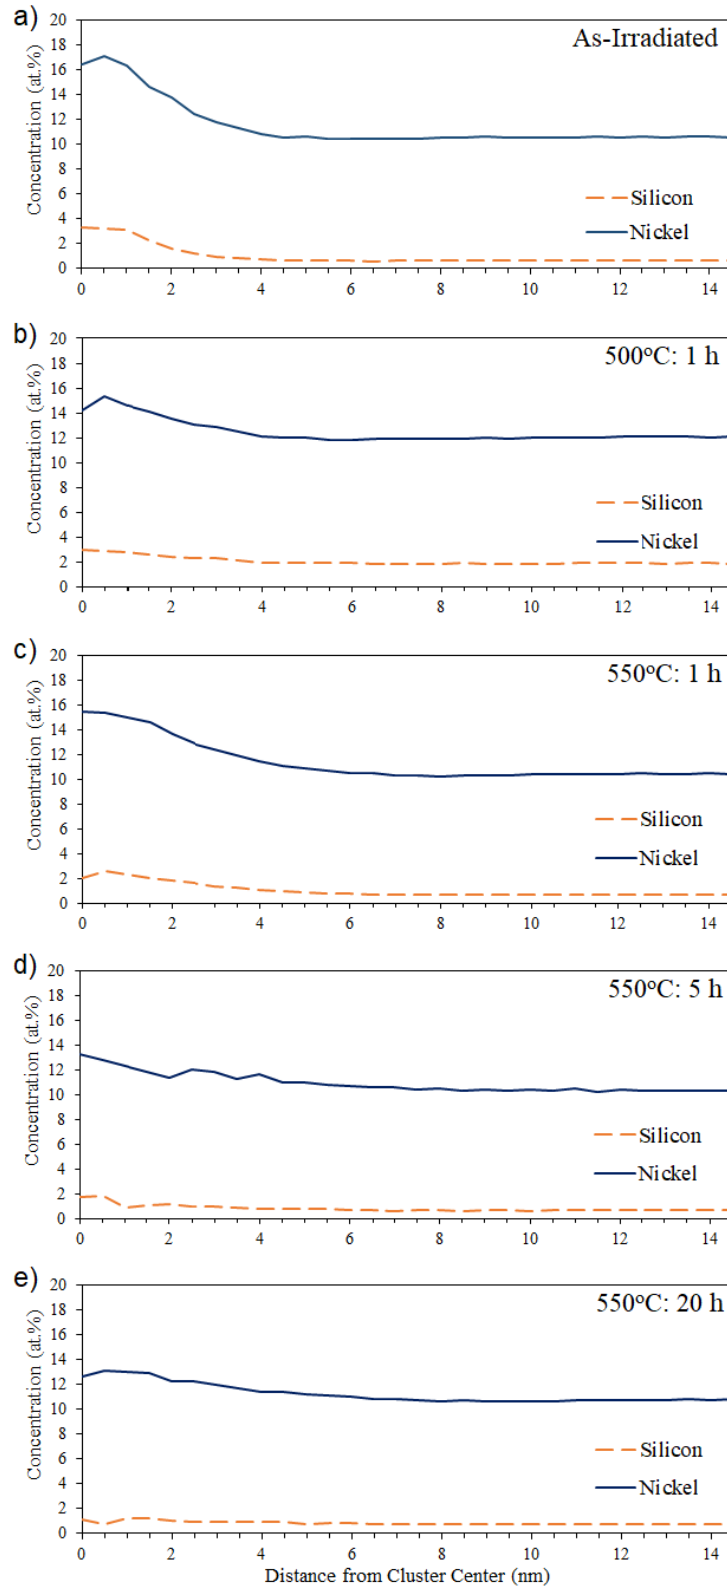 a)
As-Irradiated
Concentration (at.%)
20
18
16
14
12
10
8
6
4
2
0
Silicon
Nickel
0 2 4 6 8 10 12 14
b)
500°C: 1 h
Concentration (at.%)
20
18
16
14
12
10
8
6
4
2
0
Silicon
Nickel
0 2 4 6 8 10 12 14
c)
550°C: 1 h
Concentration (at.%)
20
18
16
14
12
10
8
6
4
2
0
Silicon
Nickel
0 2 4 6 8 10 12 14
d)
550°C: 5 h
Concentration (at.%)
20
18
16
14
12
10
8
6
4
2
0
Silicon
Nickel
0 2 4 6 8 10 12 14
e)
550°C: 20 h
Concentration (at.%)
20
18
16
14
12
10
8
6
4
2
0
Silicon
Nickel
0 2 4 6 8 10 12 14
Distance from Cluster Center (nm)